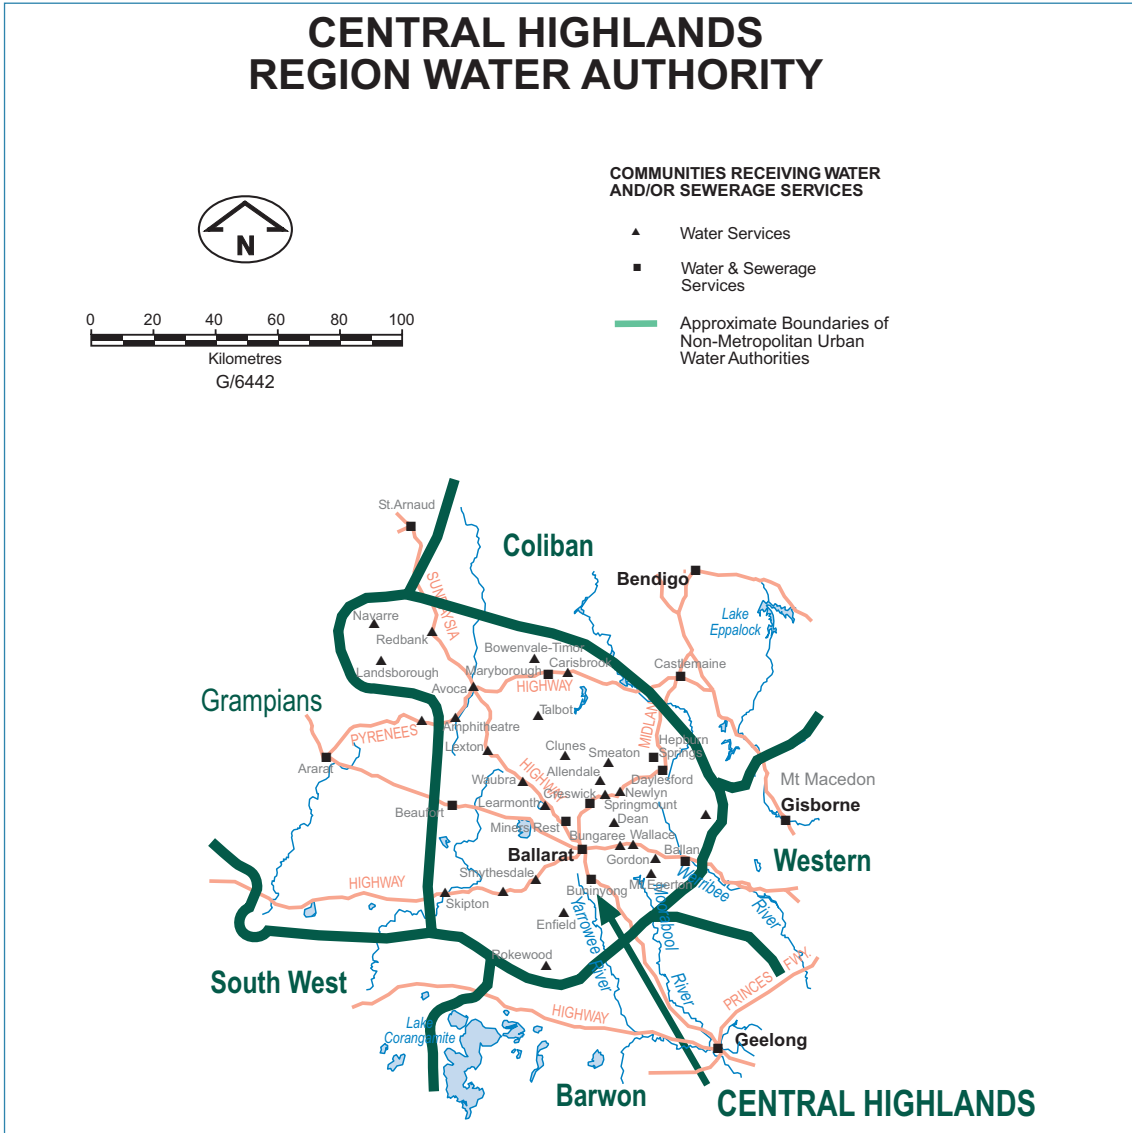 CENTRAL HIGHLANDS
REGION WATER AUTHORITY
COMMUNITIES RECEIVING WATER
AND/OR SEWERAGE SERVICES
N
Water Services
Water & Sewerage
Services
0 20 40 60 80 100
Kilometres
G/6442
Approximate Boundaries of
Non-Metropolitan Urban
Water Authorities
St.Arnaud
Coliban
Bendigo
SUNRAYSIA
Lake
Eppalock
Navarre
Redbank
Bowenvale-Timor
Landsborough
Maryborough
Carisbrook
Castlemaine
Avoca
HIGHWAY
Grampians
Talbot
Amphitheatre
PYRENEES
MIDLAN
Lexton
Clunes
Hepburn
Springs
Smeaton
Ararat
HIGHWAY
Allendale
Daylesford
Mt Macedon
Waubra
Creswick
Newlyn
Learmonth
Springmount
Gisborne
Beaufort
Dean
Miners Rest
Bungaree
Wallace
Ballarat
Ballan
Gordon
Western
Smythesdale
Werribee
River
HIGHWAY
Buninyong
Mt Egerton
Skipton
Yarrowee
River
Moorabool
River
Enfield
Rokewood
South West
PRINCES FWY.
HIGHWAY
Lake
Corangamite
Geelong
Barwon
CENTRAL HIGHLANDS